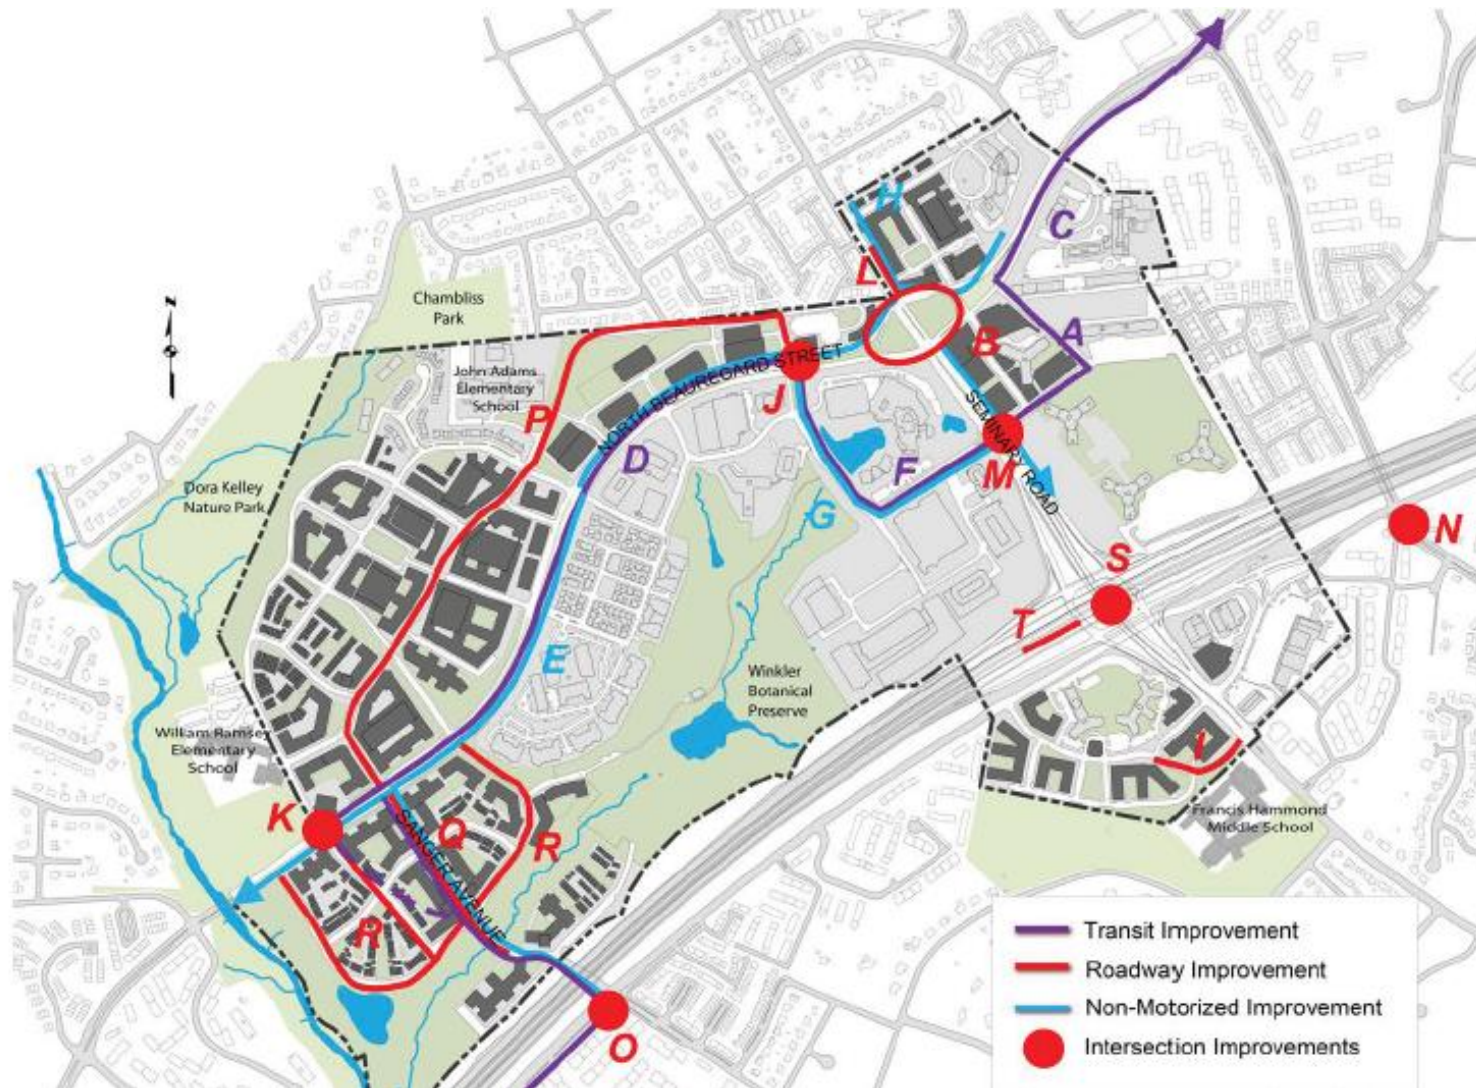 H
C
L
A
B
Chambliss
Park
N
John Adams
Elementary
School
P
NORTH BEAUREGARD STREET
J
D
SEMINARY ROAD
M
F
G
Dora Kelley
Nature Park
N
S
T
E
Winkler
Botanical
Preserve
William Ramsey
Elementary
School
I
Francis Hammond
Middle School
K
Q
R
SANGER AVENUE
R
O
Transit Improvement
Roadway Improvement
Non-Motorized Improvement
Intersection Improvements